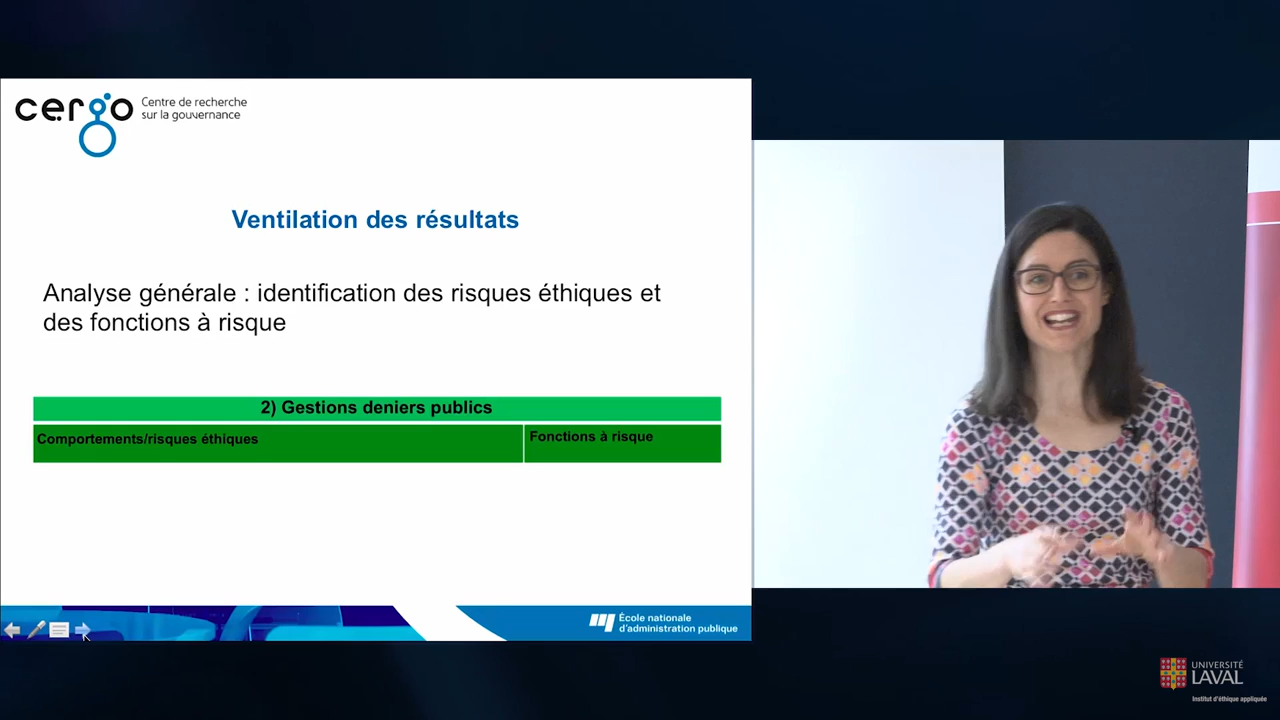 cergo
Centre de recherche
sur la gouvernance
Ventilation des résultats
Analyse générale : identification des risques éthiques et
des fonctions à risque
2) Gestions deniers publics
Comportements/risques éthiques
Fonctions à risque
École nationale
d'administration publique
UNIVERSITÉ
LAVAL
Institut d'éthique appliquée